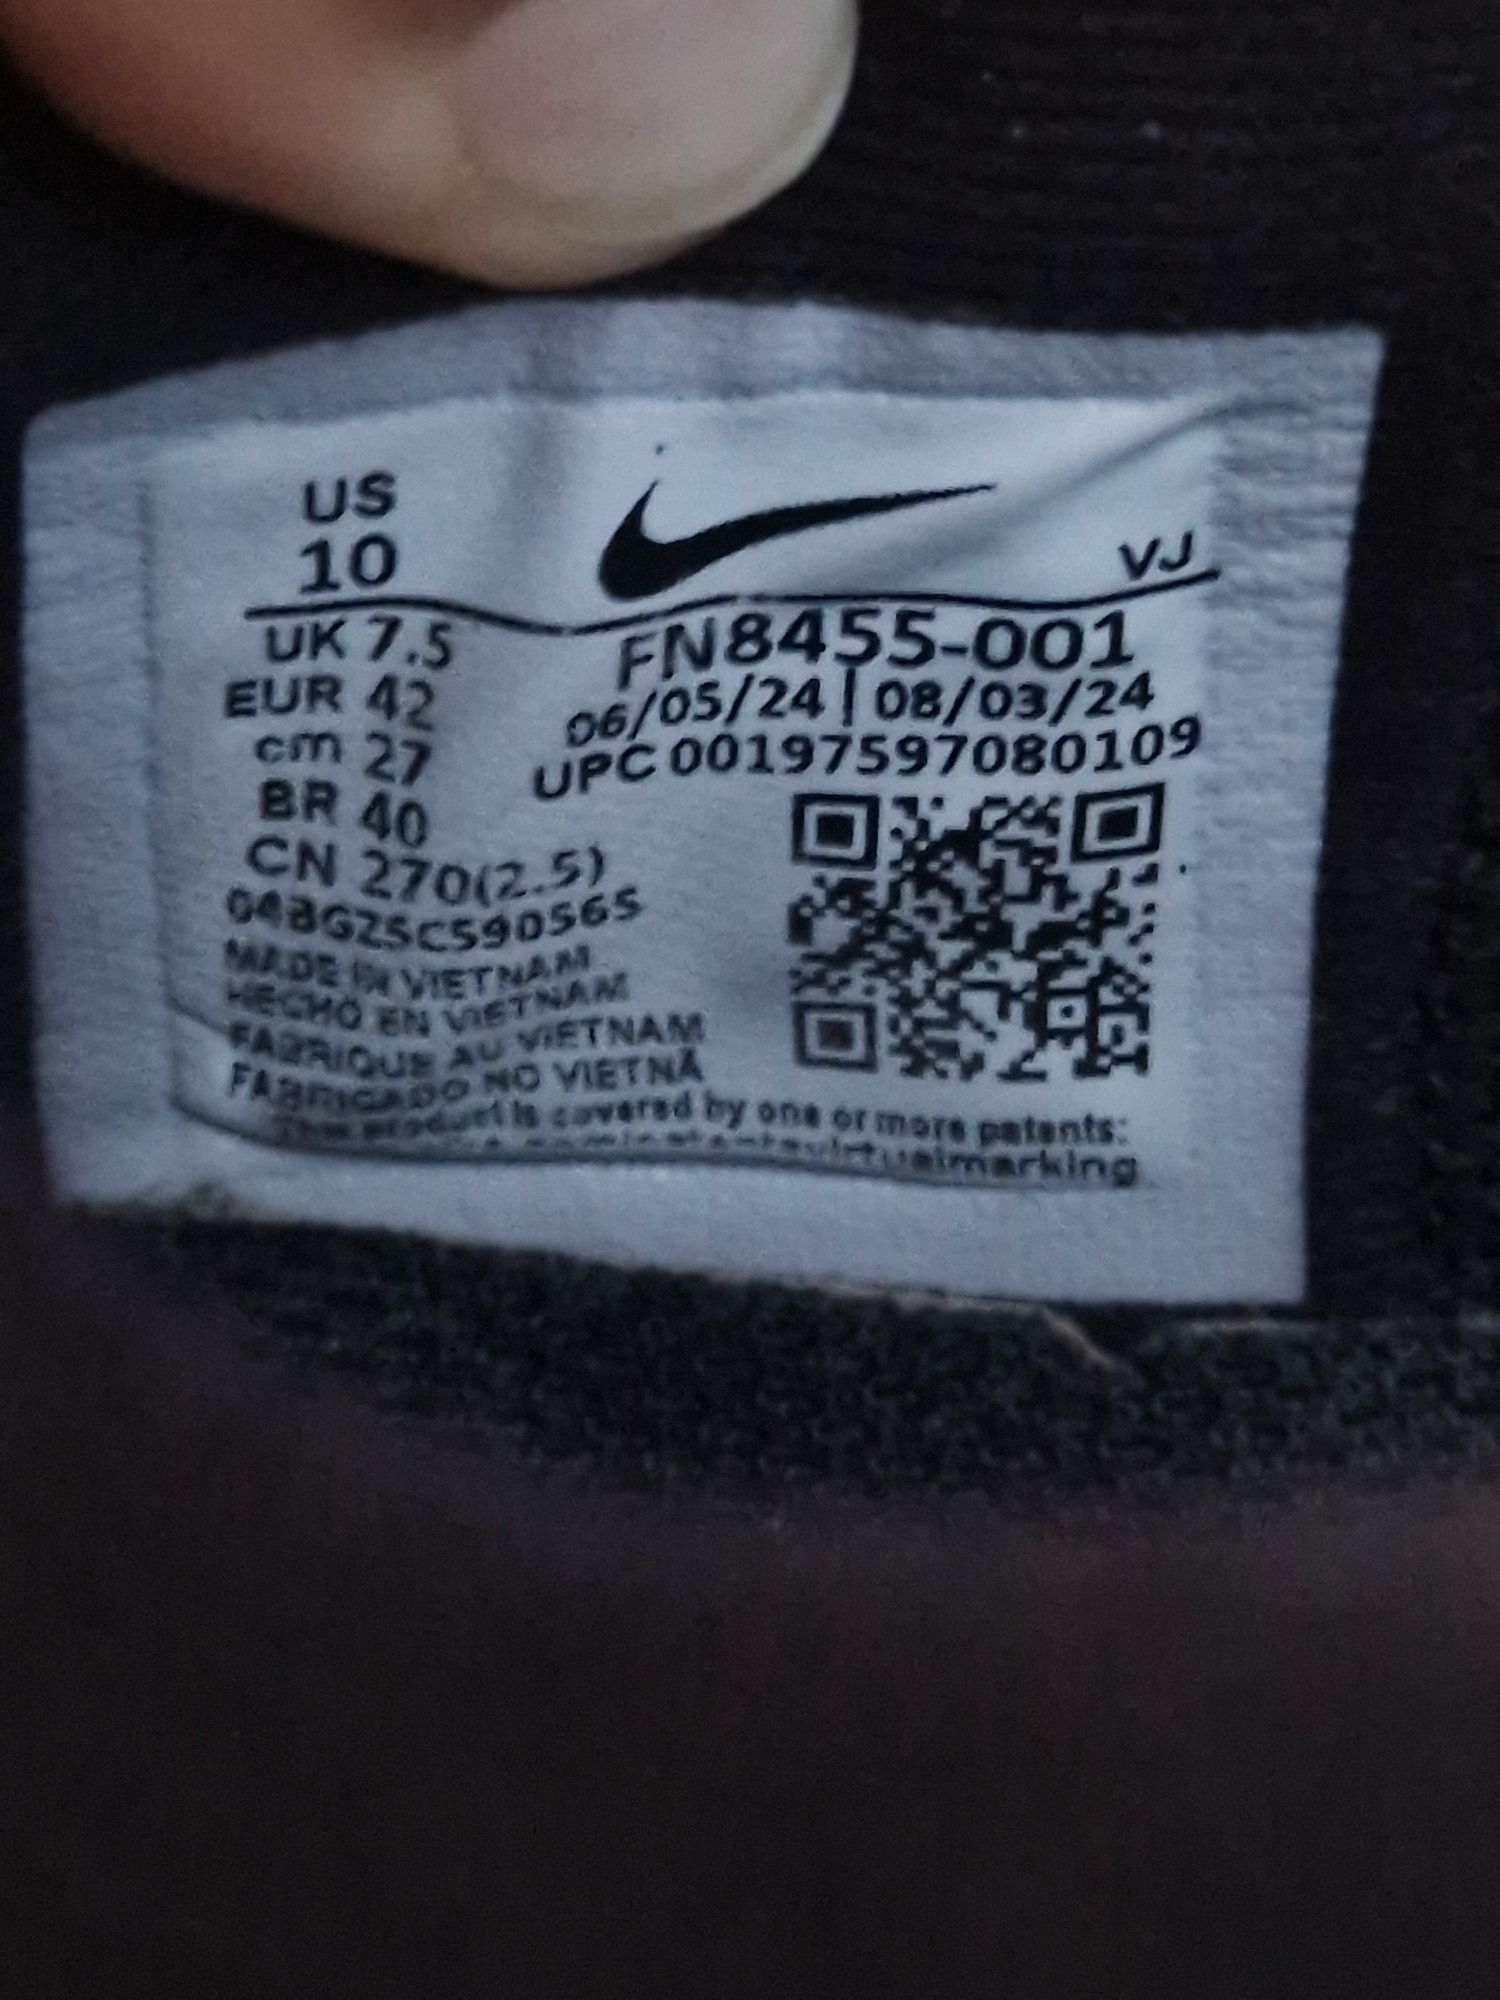 US
10
VJ
UK 7.5
EUR 42
cm 27
BR 40
CN 270(2.5)
FN8455-001
06/05/24 | 08/03/24
UPC 00197597080109
04BGZSCS90565
MADE IN VIETNAM
HECHO EN VIETNAM
FABRIQUE AU VIETNAM
FABRICADO NO VIETNÃ
This product is covered by one or more patents: